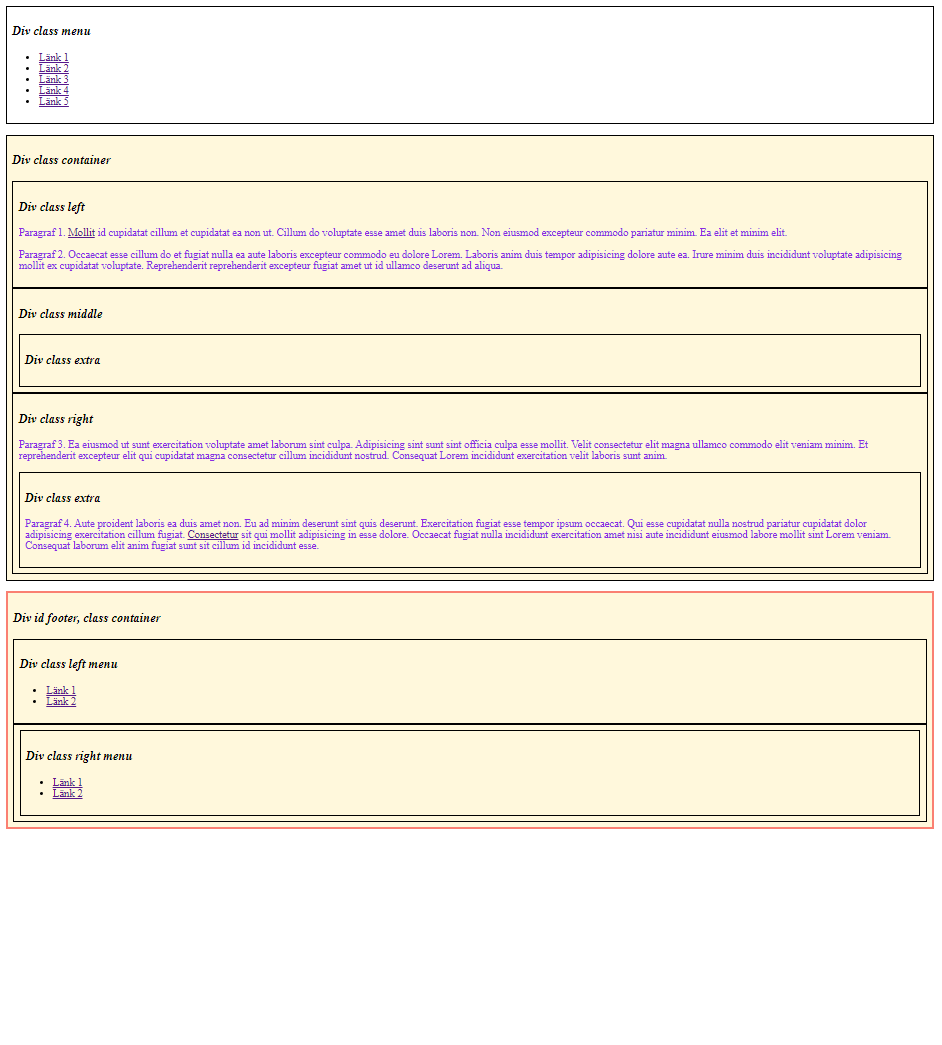 Div class menu
Länk 1
Länk 2
Länk 3
Länk 4
Länk 5
Div class container
Div class left
Paragraf 1. Mollit id cupidatat cillum et cupidatat ea non ut. Cillum do voluptate esse amet duis laboris non. Non eiusmod excepteur commodo pariatur minim. Ea elit et minim elit.
Paragraf 2. Occaecat esse cillum do et fugiat nulla ea aute laboris excepteur commodo eu dolore Lorem. Laboris anim duis tempor adipisicing dolore aute ea. Irure minim duis incididunt voluptate adipisicing
mollit ex cupidatat voluptate. Reprehenderit reprehenderit excepteur fugiat amet ut id ullamco deserunt ad aliqua.
Div class middle
Div class extra
Div class right
Paragraf 3. Ea eiusmod ut sunt exercitation voluptate amet laborum sint culpa. Adipisicing sint sunt sint officia culpa esse mollit. Velit consectetur elit magna ullamco commodo elit veniam minim. Et
reprehenderit excepteur elit qui cupidatat magna consectetur cillum incididunt nostrud. Consequat Lorem incididunt exercitation velit laboris sunt anim.
Div class extra
Paragraf 4. Aute proident laboris ea duis amet non. Eu ad minim deserunt sint quis deserunt. Exercitation fugiat esse tempor ipsum occaecat. Qui esse cupidatat nulla nostrud pariatur cupidatat dolor
adipisicing exercitation cillum fugiat. Consectetur sit qui mollit adipisicing in esse dolore. Occaecat fugiat nulla incididunt exercitation amet nisi aute incididunt eiusmod labore mollit sint Lorem veniam.
Consequat laborum elit anim fugiat sunt sit cillum id incididunt esse.
Div id footer, class container
Div class left menu
Länk 1
Länk 2
Div class right menu
Länk 1
Länk 2